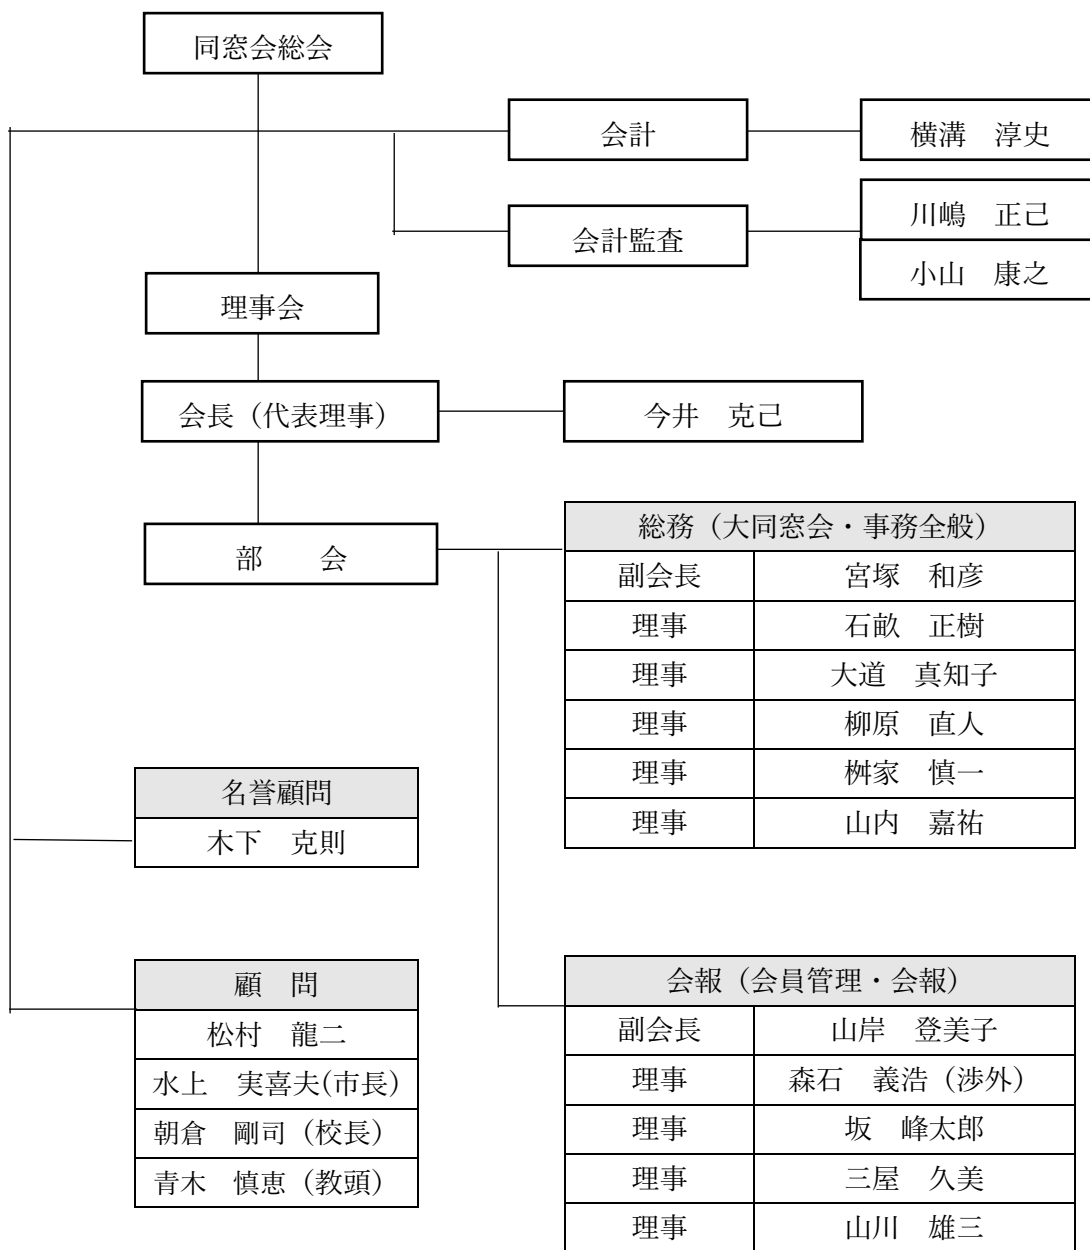 同窓会総会
会計
横溝　淳史
会計監査
川嶋　正己
小山　康之
理事会
会長（代表理事）
今井　克己
部　　会
総務（大同窓会・事務全般）
副会長　宮塚　和彦
理事　石畝　正樹
理事　大道　真知子
理事　柳原　直人
理事　桝家　慎一
理事　山内　嘉祐
名誉顧問
木下　克則
顧　問
松村　龍二
水上　実喜夫(市長）
朝倉　剛司（校長）
青木　慎恵（教頭）
会報（会員管理・会報）
副会長　山岸　登美子
理事　森石　義浩（渉外）
理事　坂　峰太郎
理事　三屋　久美
理事　山川　雄三